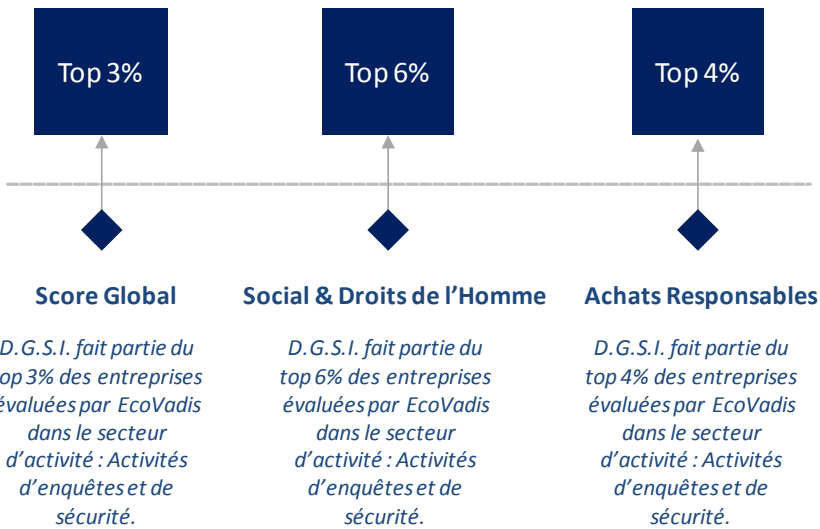 Top 3%
Top 6%
Top 4%
Score Global
Social & Droits de l'Homme
Achats Responsables
D.G.S.I. fait partie du
top 3% des entreprises
évaluées par EcoVadis
dans le secteur
d'activité : Activités
d'enquêtes et de
sécurité.
D.G.S.I. fait partie du
top 6% des entreprises
évaluées par EcoVadis
dans le secteur
d'activité : Activités
d'enquêtes et de
sécurité.
D.G.S.I. fait partie du
top 4% des entreprises
évaluées par EcoVadis
dans le secteur
d'activité : Activités
d'enquêtes et de
sécurité.